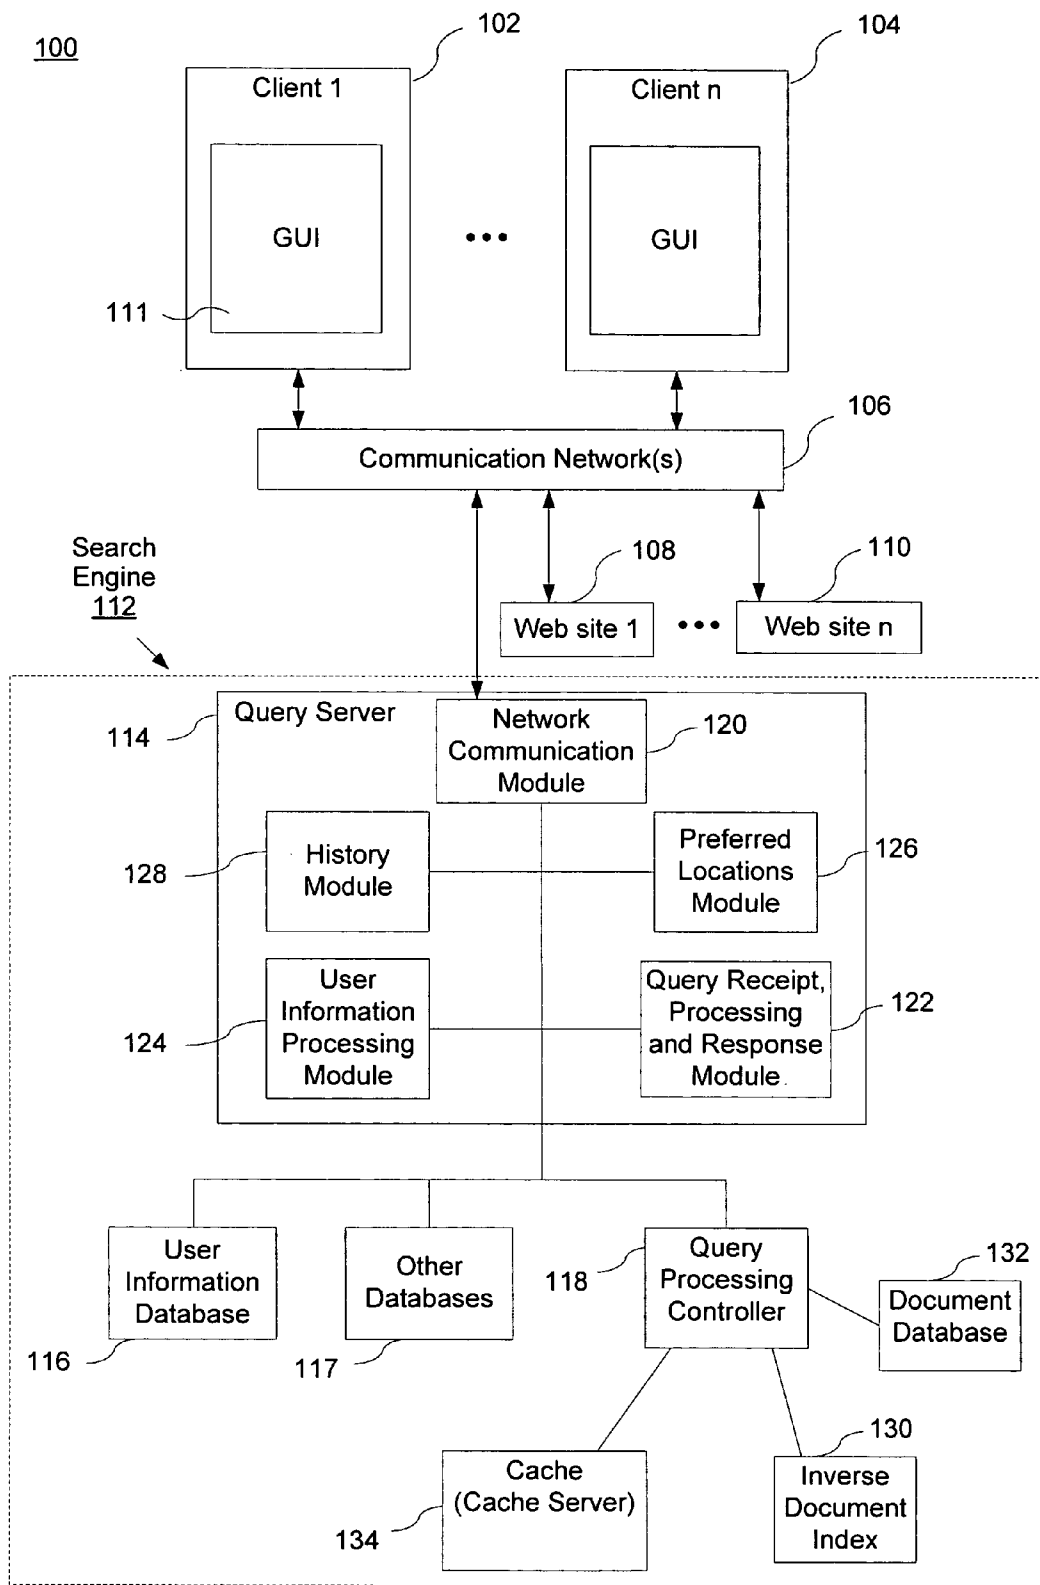 100
102
104
Client 1
Client n
GUI
GUI
111
106
Communication Network(s)
Search
Engine
112
108
110
Web site 1
Web site n
Query Server
114
Network
Communication
Module
120
History
Module
128
Preferred
Locations
Module
126
User
Information
Processing
Module
124
Query Receipt,
Processing
and Response
Module
122
User
Information
Database
116
Other
Databases
117
Query
Processing
Controller
118
132
Document
Database
130
Cache
(Cache Server)
134
Inverse
Document
Index